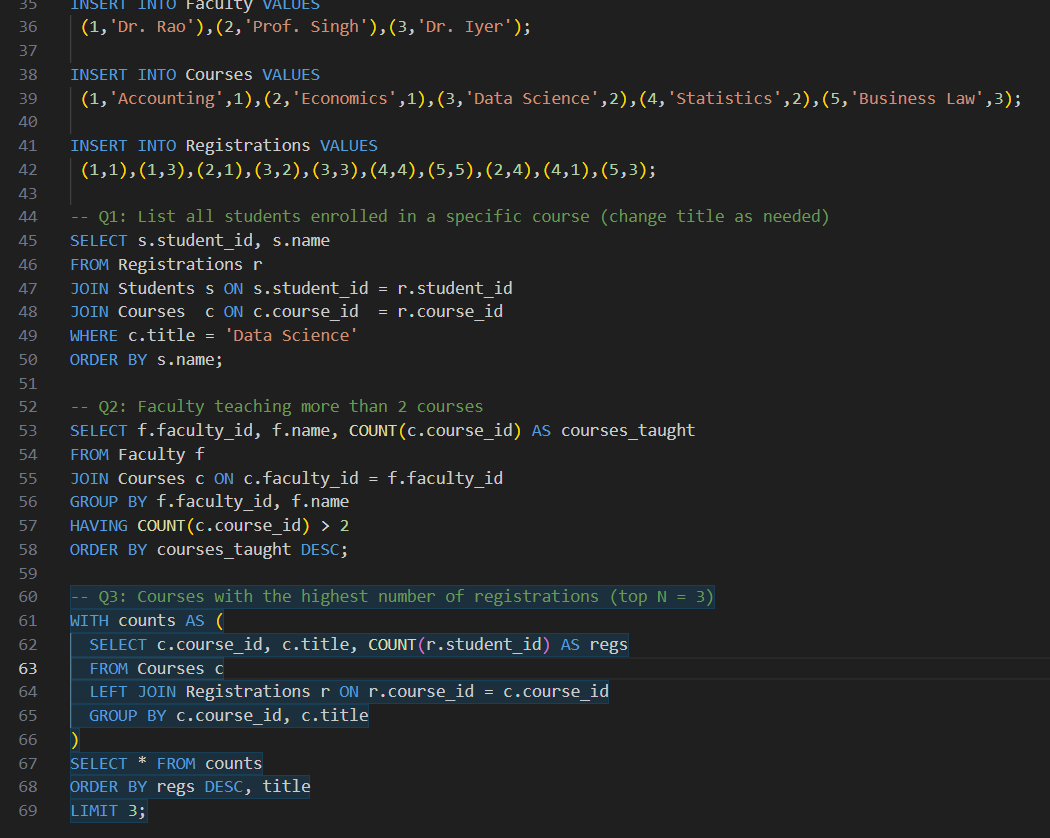 35 INSERT INTO Faculty VALUES
36  (1,'Dr. Rao'),(2,'Prof. Singh'),(3,'Dr. Iyer');
37
38 INSERT INTO Courses VALUES
39  (1,'Accounting',1),(2,'Economics',1),(3,'Data Science',2),(4,'Statistics',2),(5,'Business Law',3);
40
41 INSERT INTO Registrations VALUES
42  (1,1),(1,3),(2,1),(3,2),(3,3),(4,4),(5,5),(2,4),(4,1),(5,3);
43
44 -- Q1: List all students enrolled in a specific course (change title as needed)
45 SELECT s.student_id, s.name
46 FROM Registrations r
47 JOIN Students s ON s.student_id = r.student_id
48 JOIN Courses  c ON c.course_id  = r.course_id
49 WHERE c.title = 'Data Science'
50 ORDER BY s.name;
51
52 -- Q2: Faculty teaching more than 2 courses
53 SELECT f.faculty_id, f.name, COUNT(c.course_id) AS courses_taught
54 FROM Faculty f
55 JOIN Courses c ON c.faculty_id = f.faculty_id
56 GROUP BY f.faculty_id, f.name
57 HAVING COUNT(c.course_id) > 2
58 ORDER BY courses_taught DESC;
59
60 -- Q3: Courses with the highest number of registrations (top N = 3)
61 WITH counts AS (
62   SELECT c.course_id, c.title, COUNT(r.student_id) AS regs
63   FROM Courses c
64   LEFT JOIN Registrations r ON r.course_id = c.course_id
65   GROUP BY c.course_id, c.title
66 )
67 SELECT * FROM counts
68 ORDER BY regs DESC, title
69 LIMIT 3;